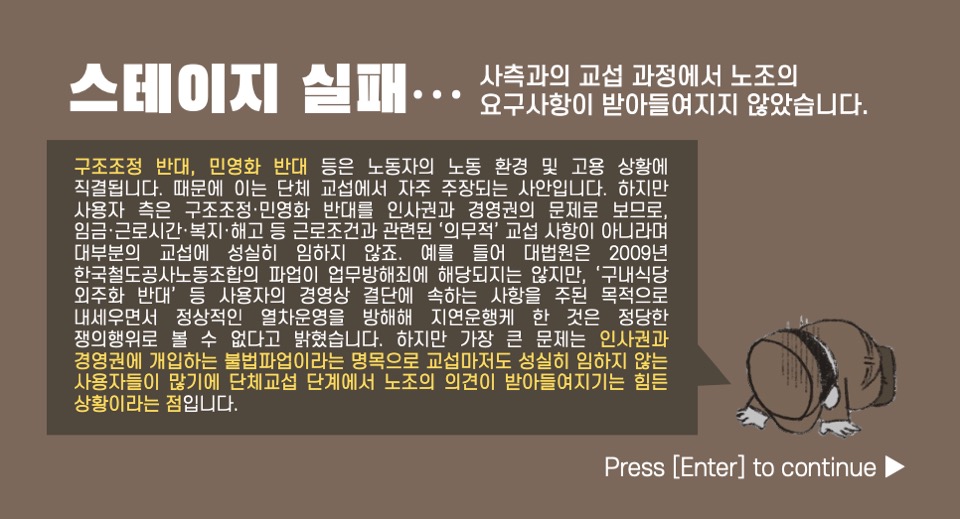 스테이지 실패···
사측과의 교섭 과정에서 노조의
요구사항이 받아들여지지 않았습니다.
구조조정 반대, 민영화 반대 등은 노동자의 노동 환경 및 고용 상황에
직결됩니다. 때문에 이는 단체 교섭에서 자주 주장되는 사안입니다. 하지만
사용자 측은 구조조정·민영화 반대를 인사권과 경영권의 문제로 보므로,
임금·근로시간·복지·해고 등 근로조건과 관련된 ‘의무적’ 교섭 사항이 아니라며
대부분의 교섭에 성실히 임하지 않죠. 예를 들어 대법원은 2009년
한국철도공사노동조합의 파업이 업무방해죄에 해당되지는 않지만, ‘구내식당
외주화 반대’ 등 사용자의 경영상 결단에 속하는 사항을 주된 목적으로
내세우면서 정상적인 열차운영을 방해해 지연운행케 한 것은 정당한
쟁의행위로 볼 수 없다고 밝혔습니다. 하지만 가장 큰 문제는 인사권과
경영권에 개입하는 불법파업이라는 명목으로 교섭마저도 성실히 임하지 않는
사용자들이 많기에 단체교섭 단계에서 노조의 의견이 받아들여지기는 힘든
상황이라는 점입니다.
Press [Enter] to continue ▶